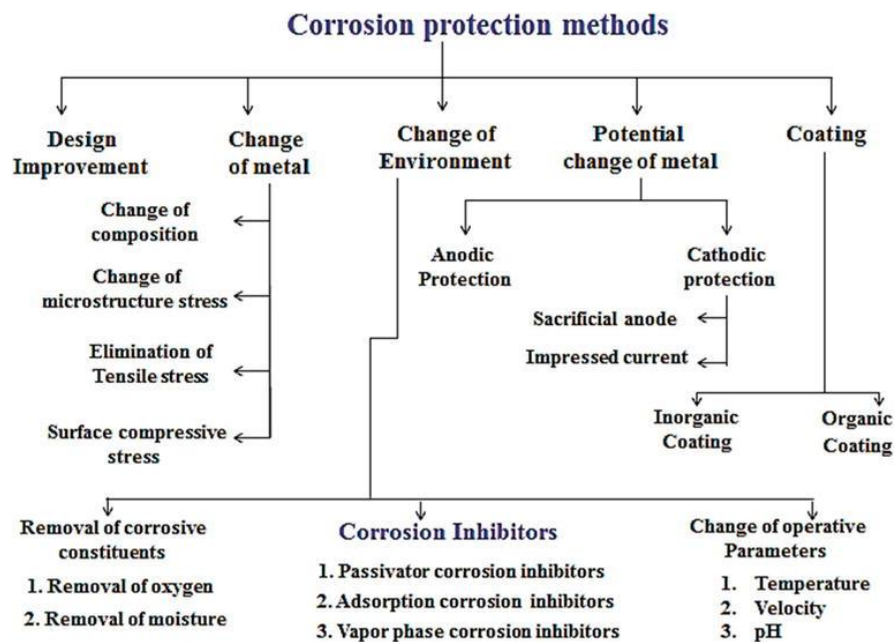 Corrosion protection methods
Design
Improvement
Change
of metal
Change of
Environment
Potential
change of metal
Coating
Change of
composition
Change of
microstructure stress
Elimination of
Tensile stress
Surface compressive
stress
Anodic
Protection
Cathodic
protection
Sacrificial anode
Impressed current
Inorganic
Coating
Organic
Coating
Removal of corrosive
constituents
1. Removal of oxygen
2. Removal of moisture
Corrosion Inhibitors
1. Passivator corrosion inhibitors
2. Adsorption corrosion inhibitors
3. Vapor phase corrosion inhibitors
Change of operative
Parameters
1. Temperature
2. Velocity
3. pH